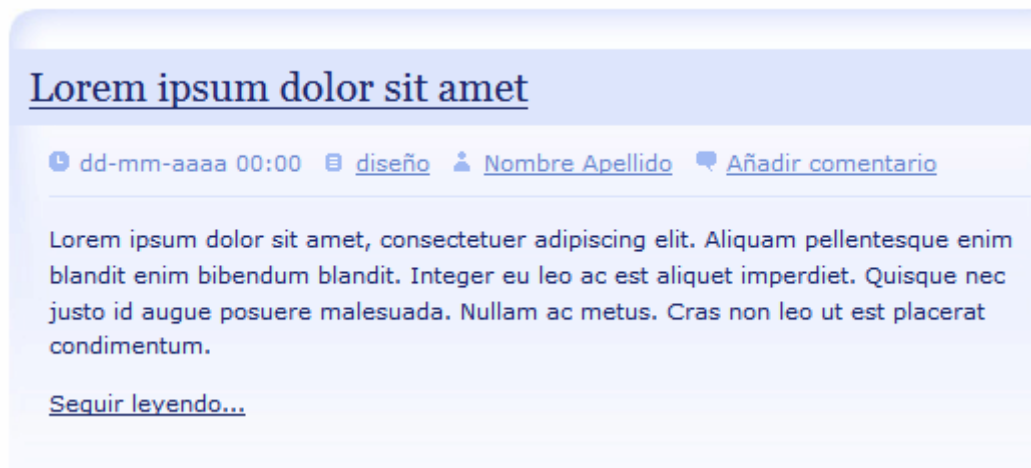 Lorem ipsum dolor sit amet
dd-mm-aaaa 00:00 diseño Nombre Apellido Añadir comentario
Lorem ipsum dolor sit amet, consectetuer adipiscing elit. Aliquam pellentesque enim
blandit enim bibendum blandit. Integer eu leo ac est aliquet imperdiet. Quisque nec
justo id augue posuere malesuada. Nullam ac metus. Cras non leo ut est placerat
condimentum.
Seguir leyendo...